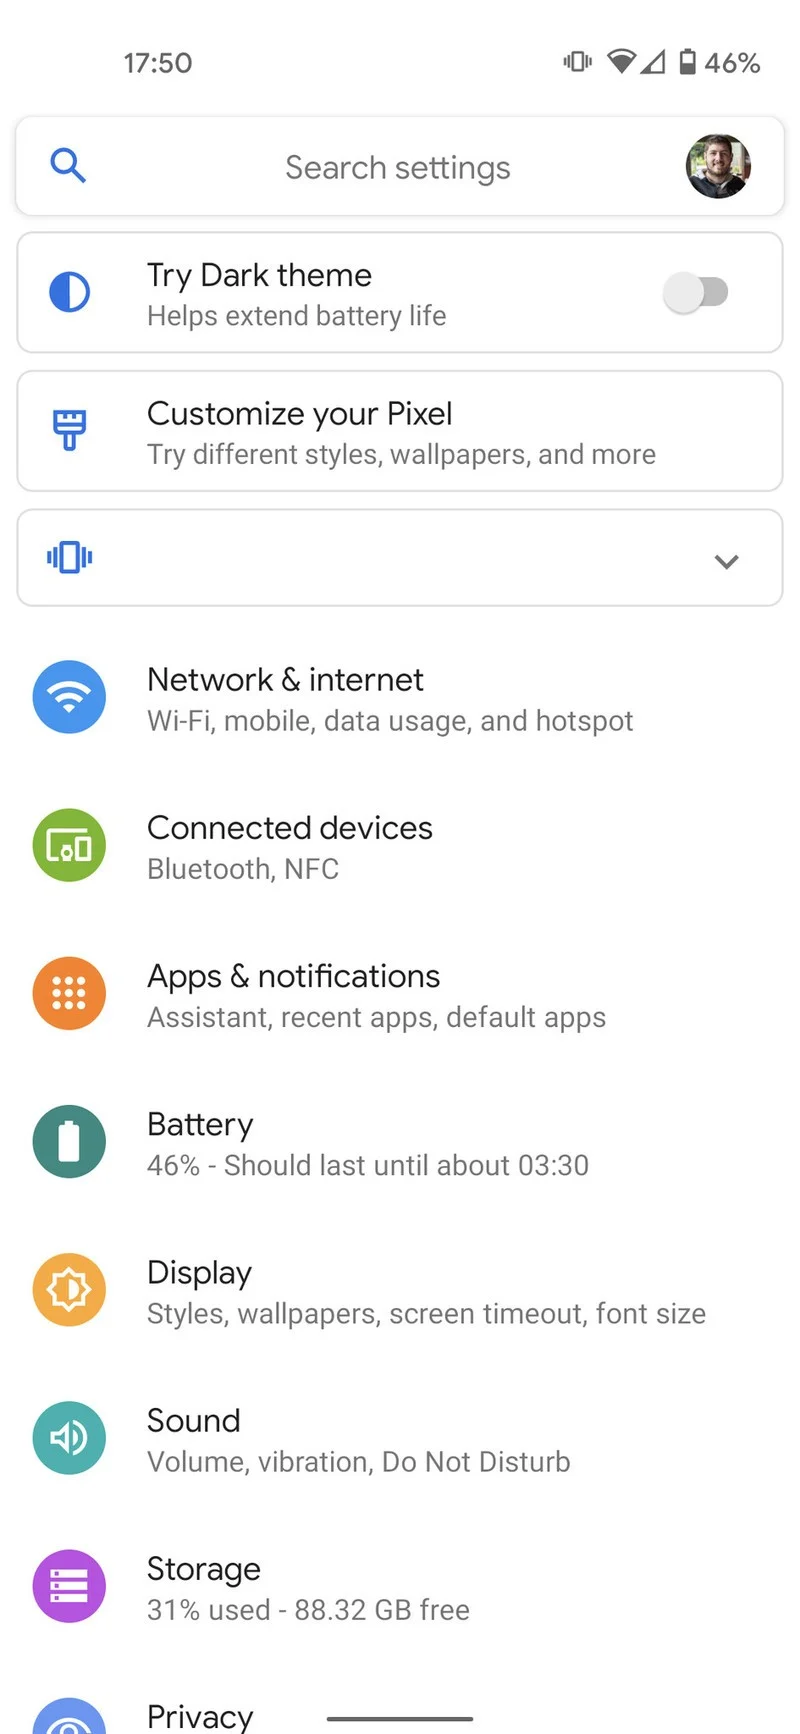 17:50
46%
Search settings
Try Dark theme
Helps extend battery life
Customize your Pixel
Try different styles, wallpapers, and more
Network & internet
Wi-Fi, mobile, data usage, and hotspot
Connected devices
Bluetooth, NFC
Apps & notifications
Assistant, recent apps, default apps
Battery
46% - Should last until about 03:30
Display
Styles, wallpapers, screen timeout, font size
Sound
Volume, vibration, Do Not Disturb
Storage
31% used - 88.32 GB free
Privacy